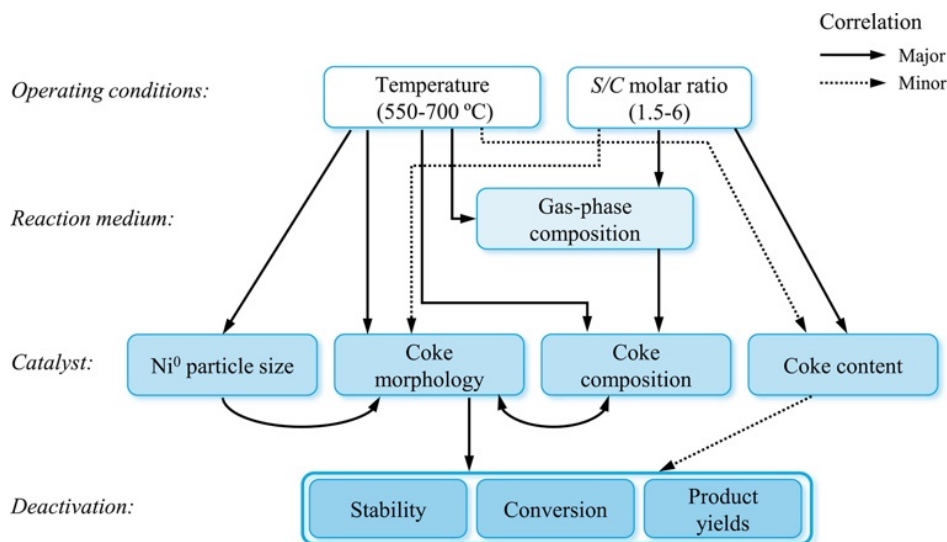 Correlation
Major
Minor
Operating conditions:
Temperature
(550-700 ºC)
S/C molar ratio
(1.5-6)
Reaction medium:
Gas-phase
composition
Catalyst:
Ni⁰ particle size
Coke
morphology
Coke
composition
Coke content
Deactivation:
Stability
Conversion
Product
yields